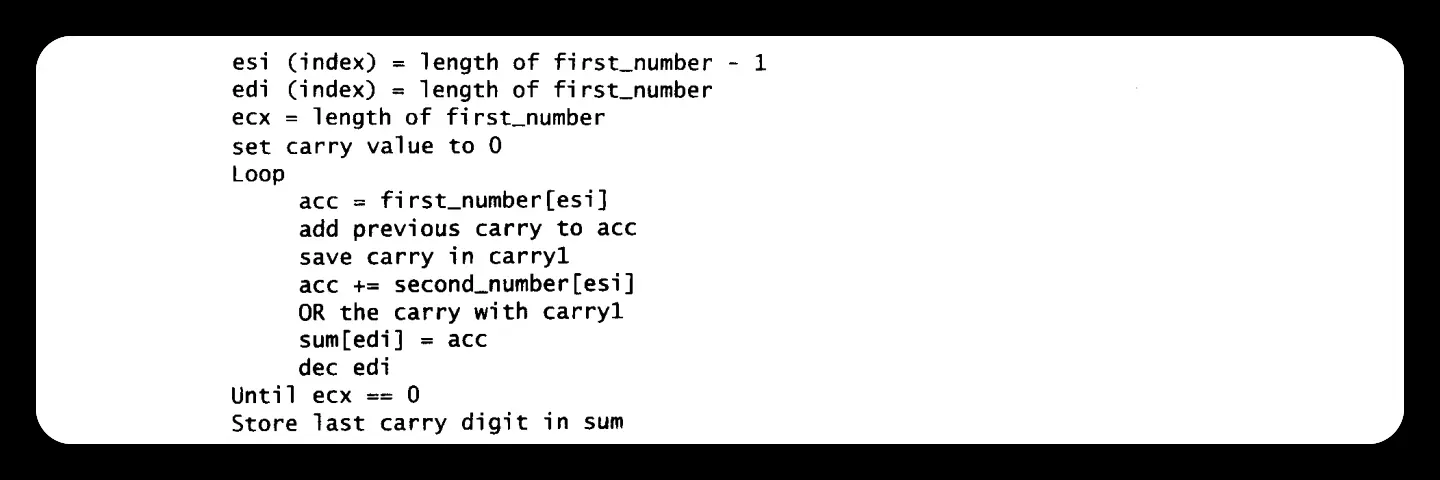 esi (index) = length of first_number - 1
edi (index) = length of first_number
ecx = length of first_number
set carry value to 0
Loop
acc = first_number[esi]
add previous carry to acc
save carry in carry1
acc += second_number[esi]
OR the carry with carry1
sum[edi] = acc
dec edi
Until ecx == 0
Store last carry digit in sum